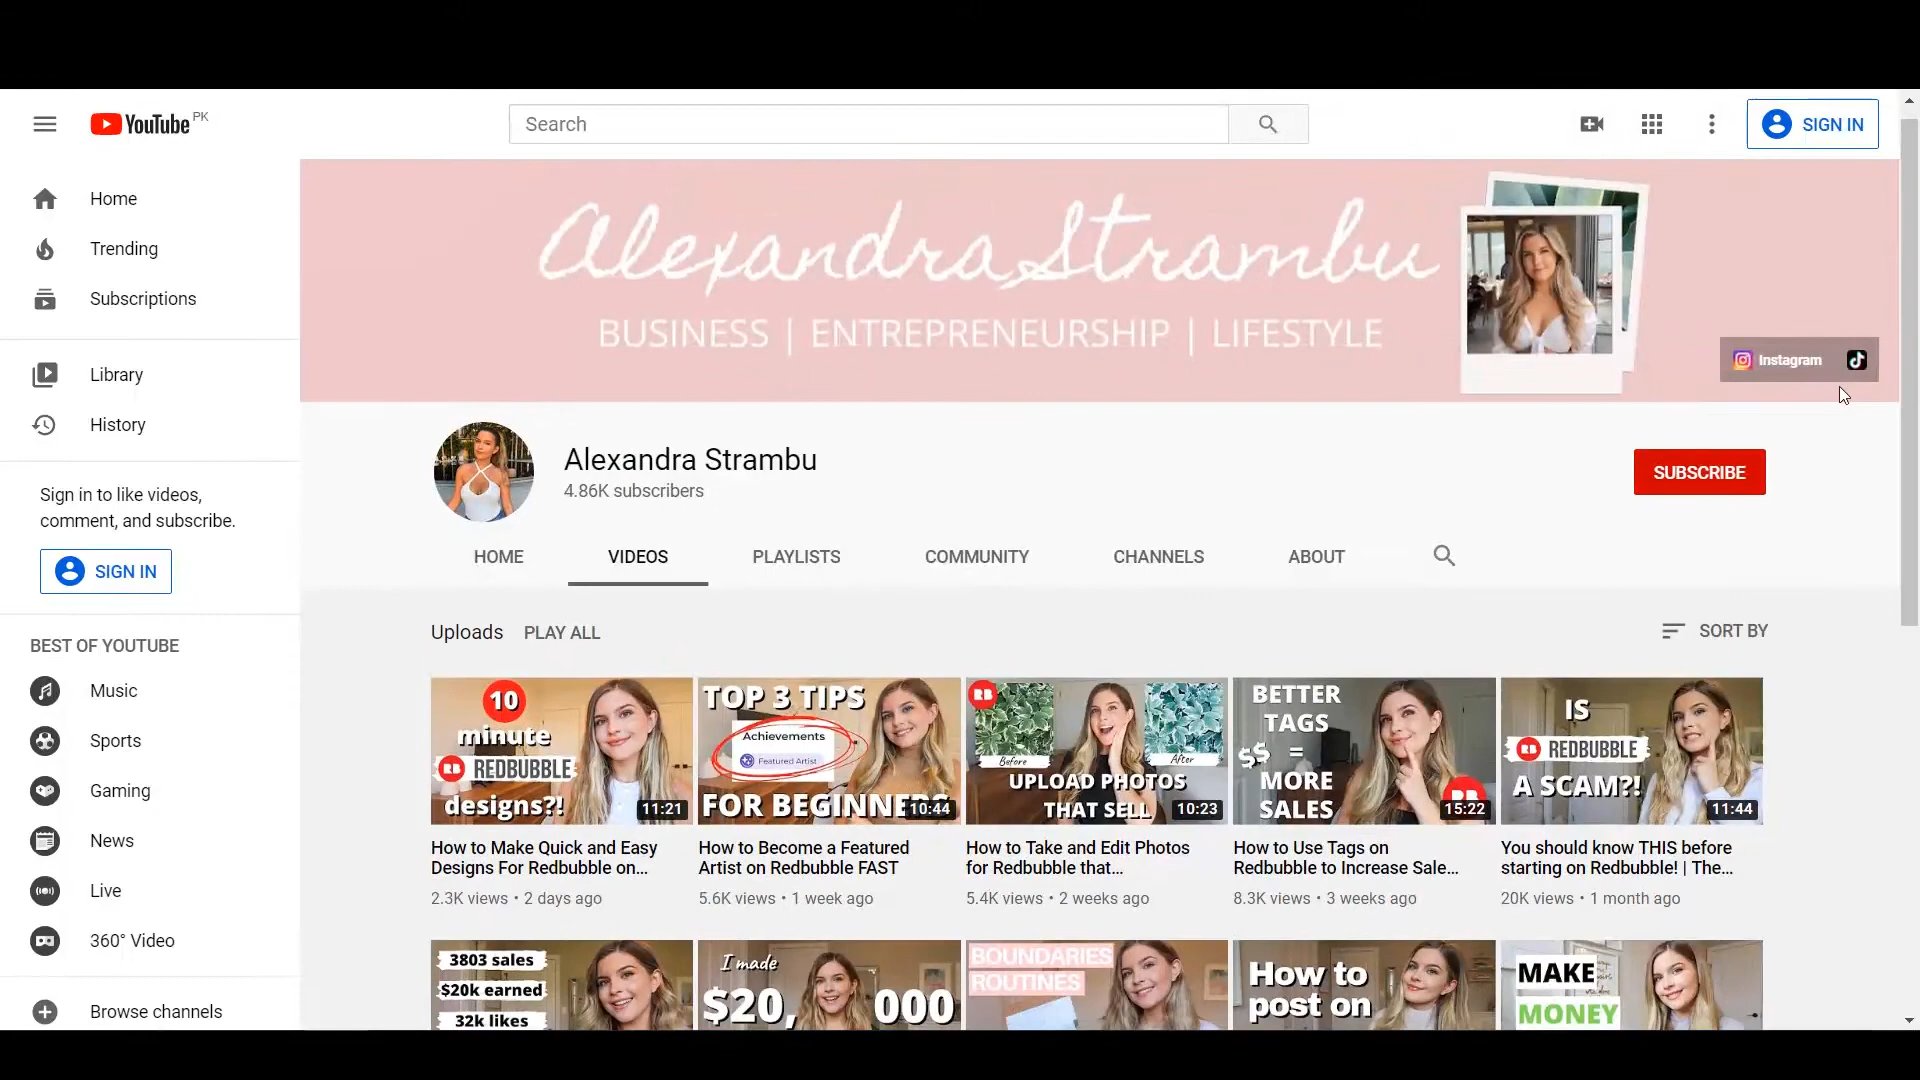 YouTube PK
Search
SIGN IN
Home
Trending
Subscriptions
Library
History
Sign in to like videos,
comment, and subscribe.
SIGN IN
BEST OF YOUTUBE
Music
Sports
Gaming
News
Live
360° Video
Browse channels
Alexandra Strambu
BUSINESS | ENTREPRENEURSHIP | LIFESTYLE
Instagram
Alexandra Strambu
4.86K subscribers
SUBSCRIBE
HOME
VIDEOS
PLAYLISTS
COMMUNITY
CHANNELS
ABOUT
Uploads
PLAY ALL
SORT BY
10
minute
RB REDBUBBLE
designs?!
11:21
How to Make Quick and Easy
Designs For Redbubble on...
2.3K views • 2 days ago
TOP 3 TIPS
Achievements
Featured Artist
FOR BEGINNERS
10:44
How to Become a Featured
Artist on Redbubble FAST
5.6K views • 1 week ago
RB
Before
After
UPLOAD PHOTOS
THAT SELL
10:23
How to Take and Edit Photos
for Redbubble that...
5.4K views • 2 weeks ago
BETTER
TAGS
$$ =
MORE
SALES
RB
15:22
How to Use Tags on
Redbubble to Increase Sale...
8.3K views • 3 weeks ago
IS
RB REDBUBBLE
A SCAM?!
11:44
You should know THIS before
starting on Redbubble! | The...
20K views • 1 month ago
3803 sales
$20k earned
32k likes
I made
$20, 000
BOUNDARIES
ROUTINES
How to
post on
MAKE
MONEY